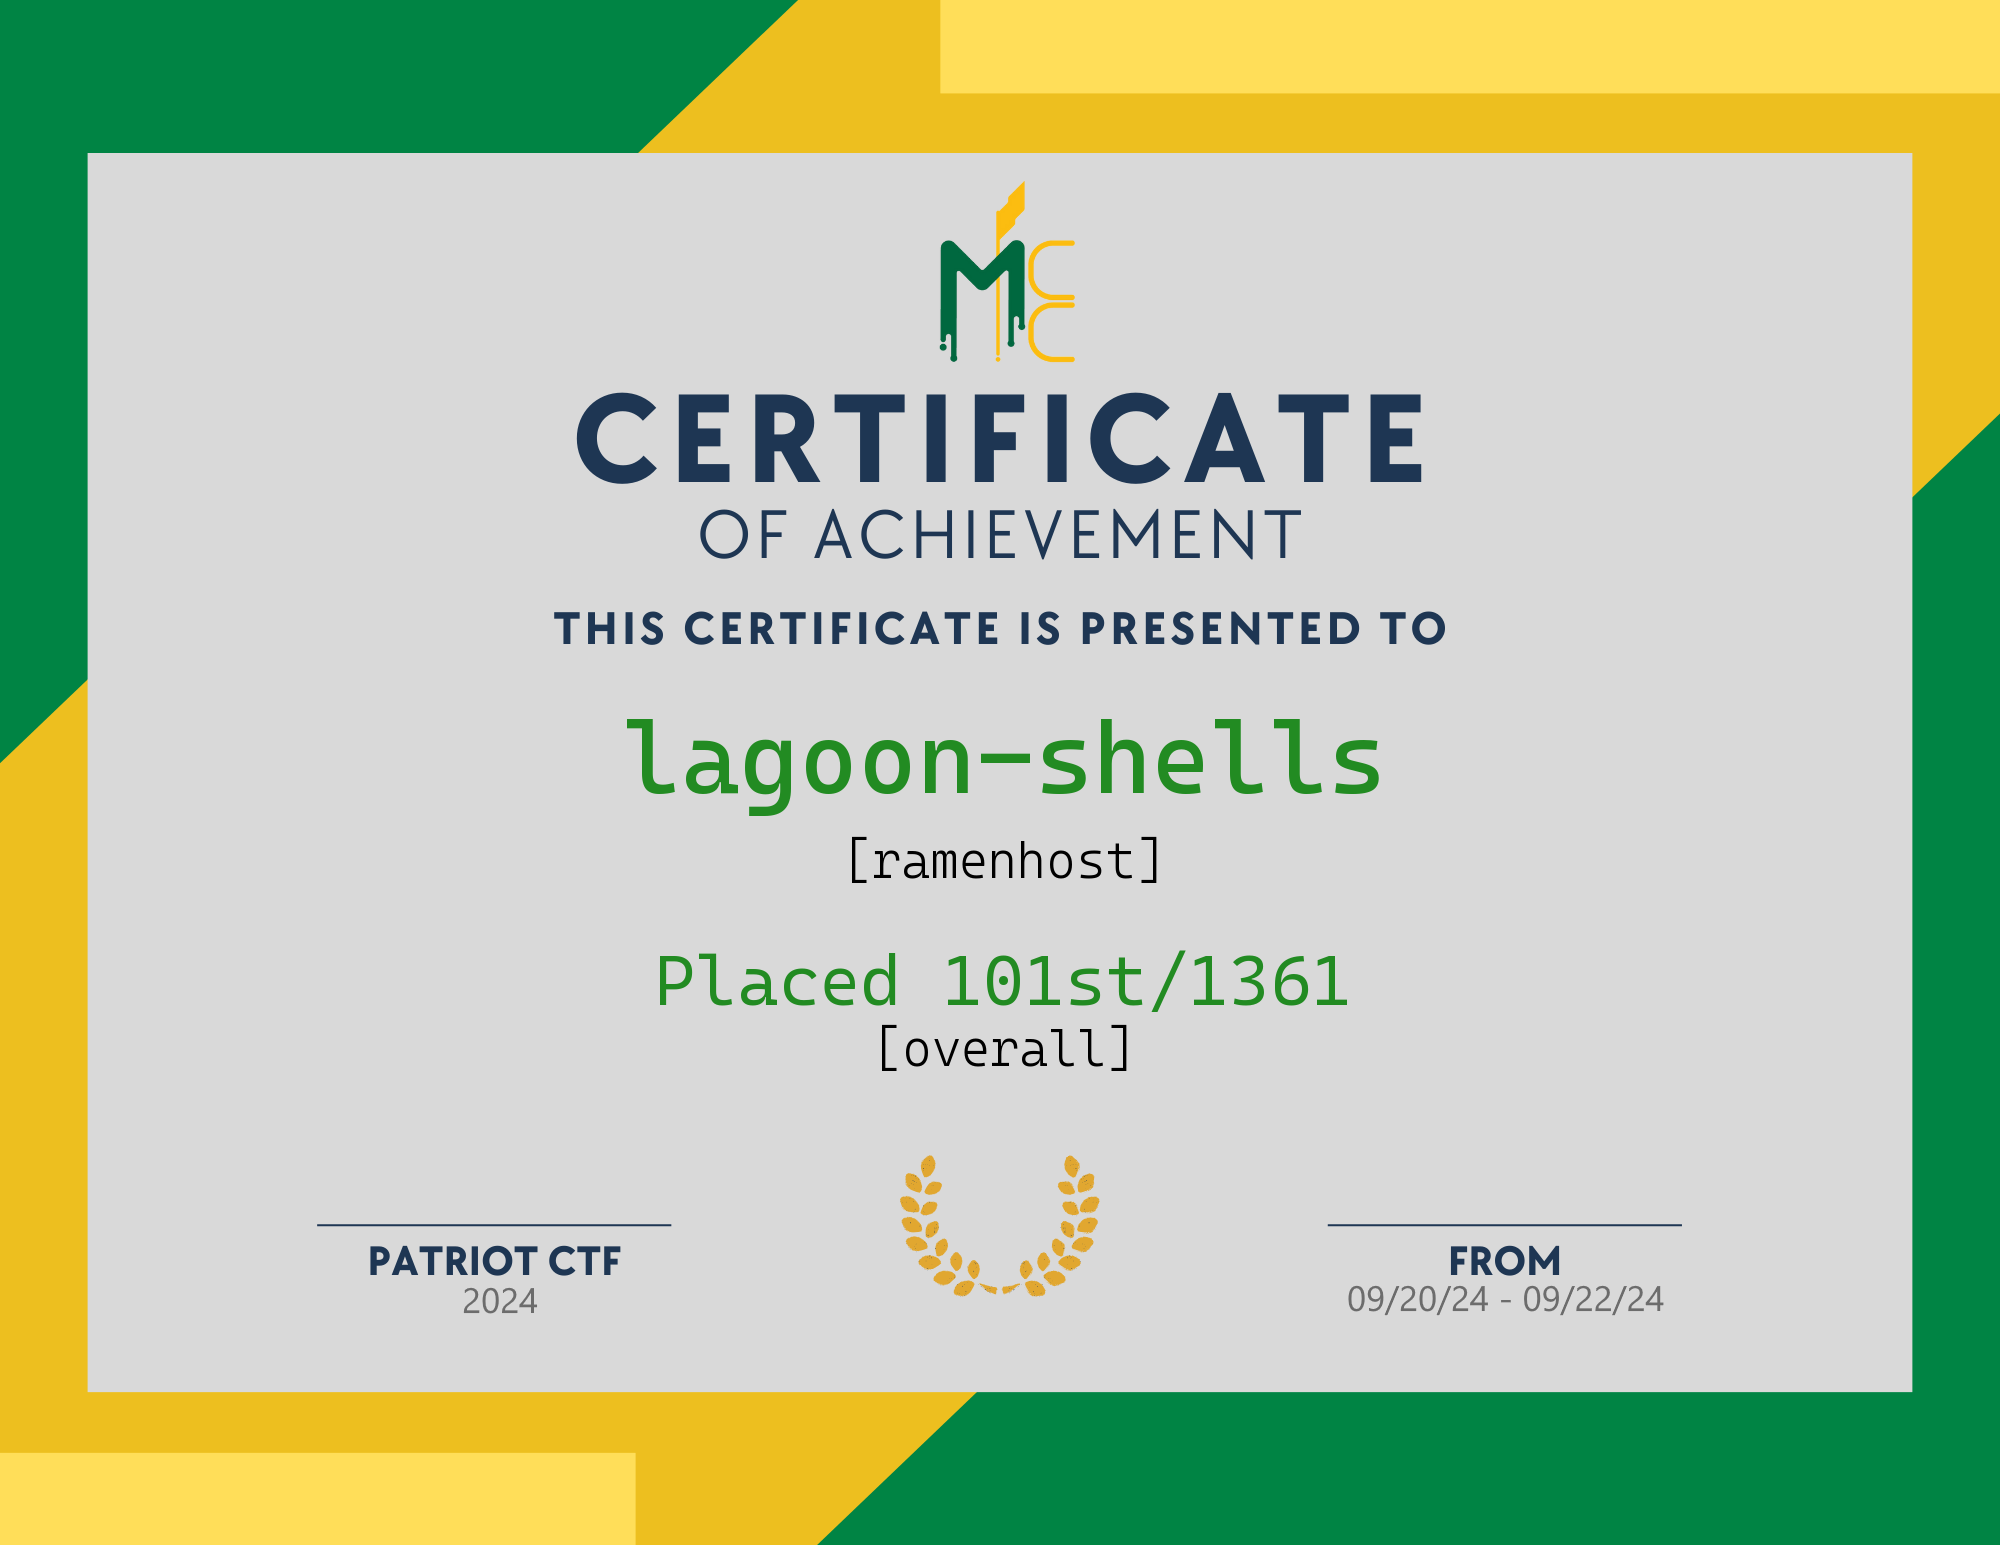 MCC
CERTIFICATE
OF ACHIEVEMENT
THIS CERTIFICATE IS PRESENTED TO
lagoon-shells
[ramenhost]
Placed 101st/1361
[overall]
PATRIOT CTF
2024
FROM
09/20/24 - 09/22/24